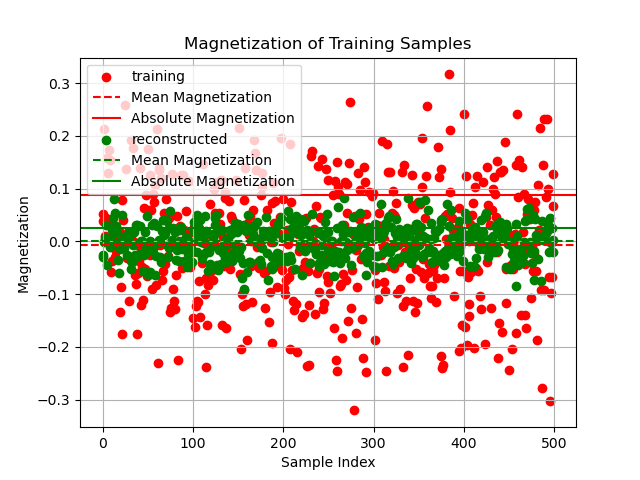 Magnetization of Training Samples
training
Mean Magnetization
Absolute Magnetization
reconstructed
Mean Magnetization
Absolute Magnetization
0.3
0.2
0.1
0.0
−0.1
−0.2
−0.3
Magnetization
0 100 200 300 400 500
Sample Index